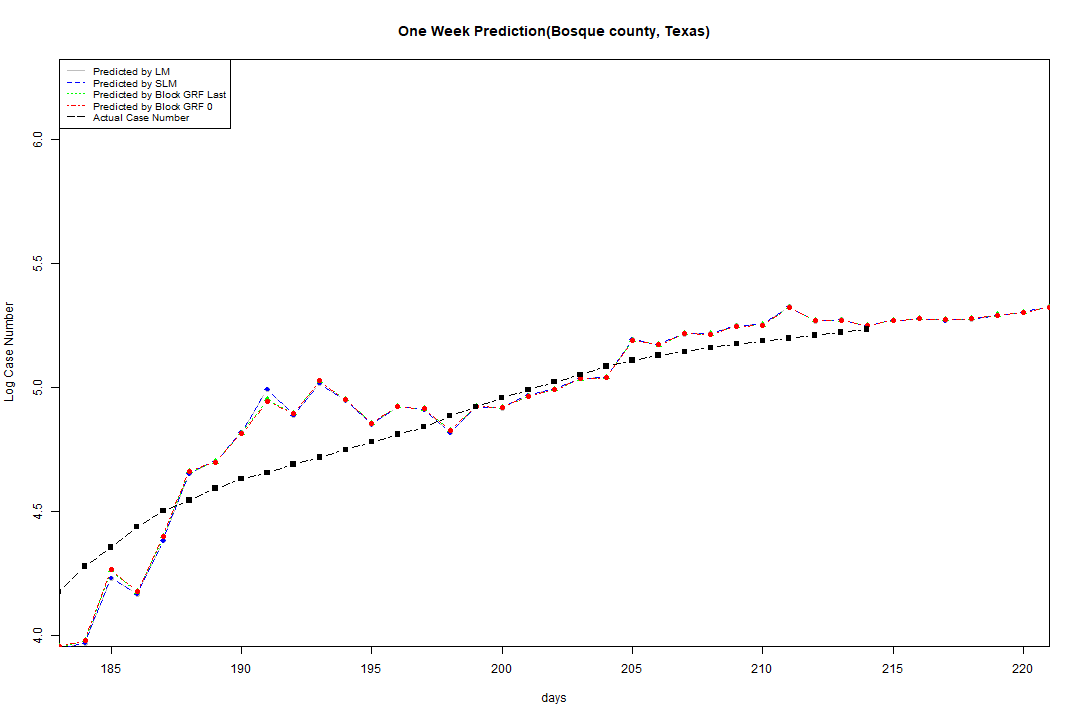 One Week Prediction(Bosque county, Texas)
Predicted by LM
Predicted by SLM
Predicted by Block GRF Last
Predicted by Block GRF 0
Actual Case Number
6.0
5.5
5.0
4.5
4.0
Log Case Number
185 190 195 200 205 210 215 220
days